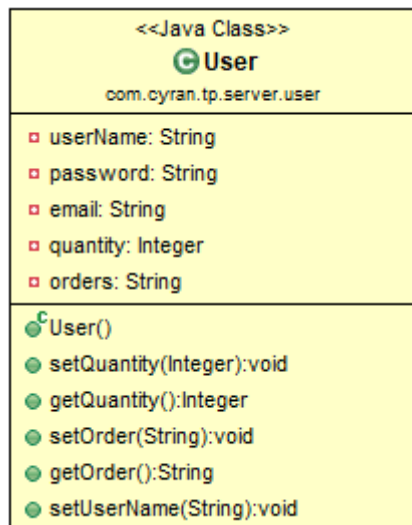 <<Java Class>>
C User
com.cyran.tp.server.user
userName: String
password: String
email: String
quantity: Integer
orders: String
C User()
setQuantity(Integer):void
getQuantity():Integer
setOrder(String):void
getOrder():String
setUserName(String):void